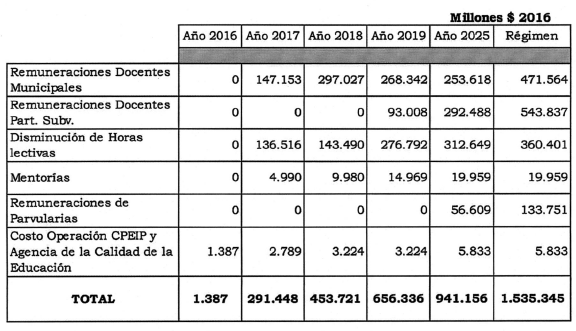 Millones $ 2016
Año 2016 Año 2017 Año 2018 Año 2019 Año 2025 Régimen
Remuneraciones Docentes
Municipales 0 147.153 297.027 268.342 253.618 471.564
Remuneraciones Docentes
Part. Subv. 0 0 0 93.008 292.488 543.837
Disminución de Horas
lectivas 0 136.516 143.490 276.792 312.649 360.401
Mentorías 0 4.990 9.980 14.969 19.959 19.959
Remuneraciones de
Parvularias 0 0 0 0 56.609 133.751
Costo Operación CPEIP y
Agencia de la Calidad de la 1.387 2.789 3.224 3.224 5.833 5.833
Educación
TOTAL 1.387 291.448 453.721 656.336 941.156 1.535.345